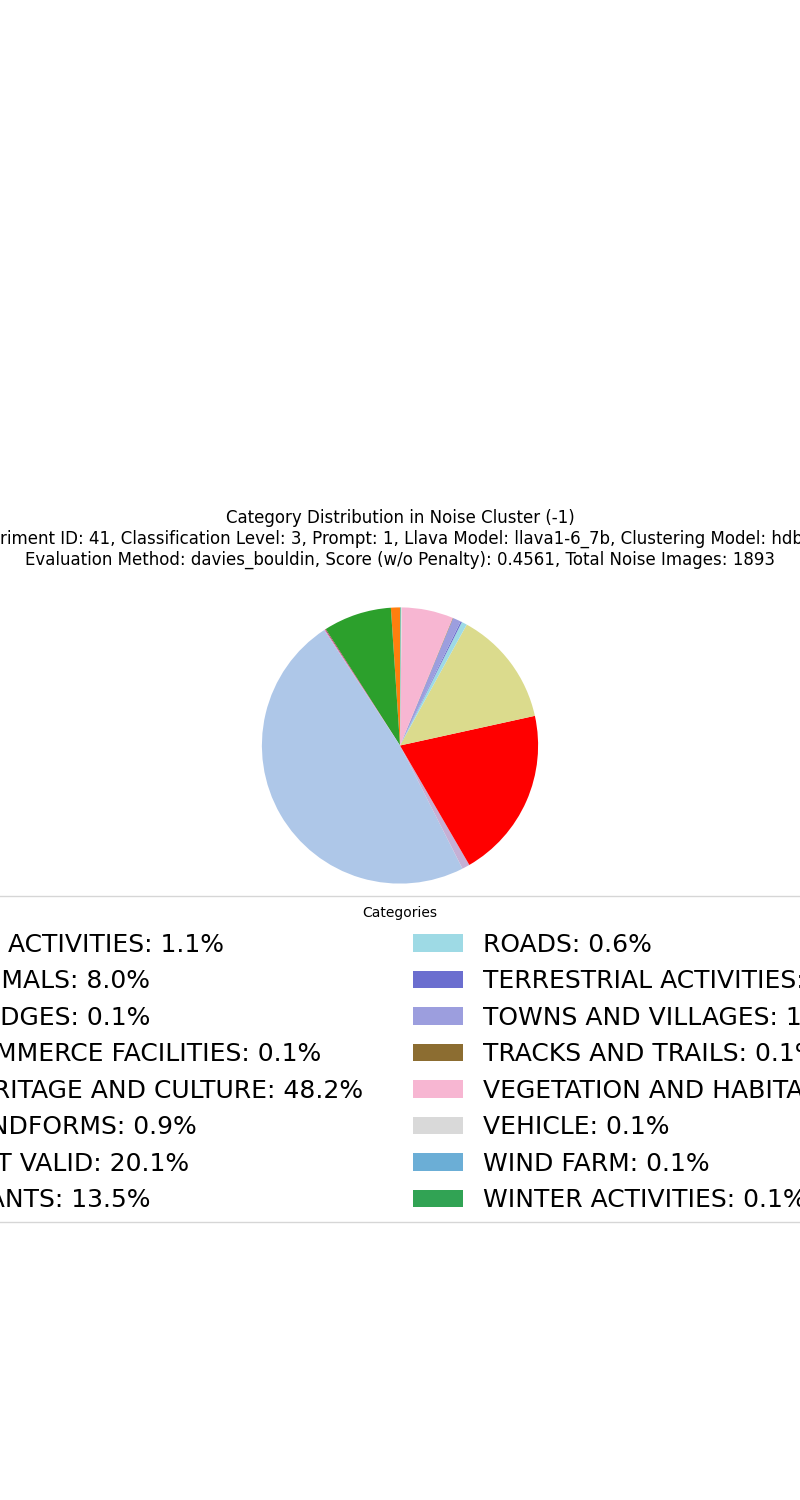 Category Distribution in Noise Cluster (-1)
riment ID: 41, Classification Level: 3, Prompt: 1, Llava Model: llava1-6_7b, Clustering Model: hdb
Evaluation Method: davies_bouldin, Score (w/o Penalty): 0.4561, Total Noise Images: 1893
Categories
ACTIVITIES: 1.1%
MALS: 8.0%
DGES: 0.1%
MMERCE FACILITIES: 0.1%
RITAGE AND CULTURE: 48.2%
NDFORMS: 0.9%
T VALID: 20.1%
ANTS: 13.5%
ROADS: 0.6%
TERRESTRIAL ACTIVITIES:
TOWNS AND VILLAGES: 1
TRACKS AND TRAILS: 0.1%
VEGETATION AND HABITA
VEHICLE: 0.1%
WIND FARM: 0.1%
WINTER ACTIVITIES: 0.1%